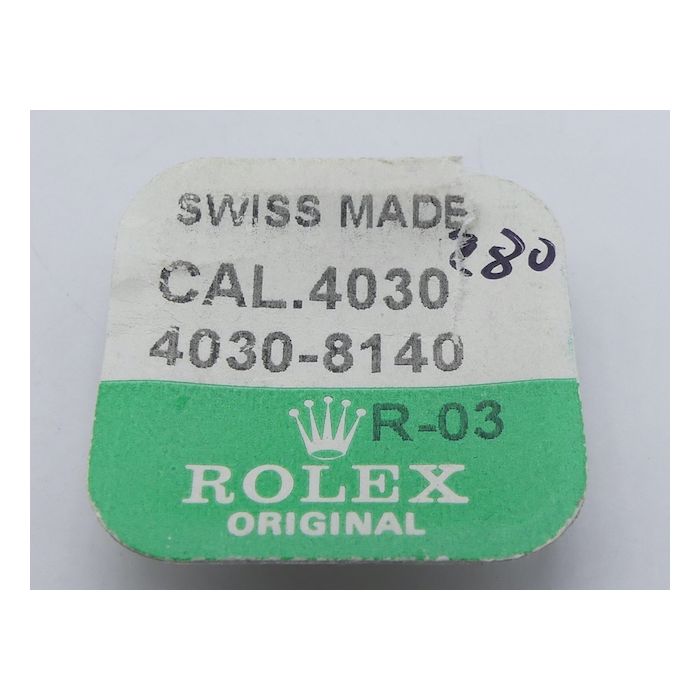 SWISS MADE
280
CAL.4030
4030-8140
R-03
ROLEX
ORIGINAL